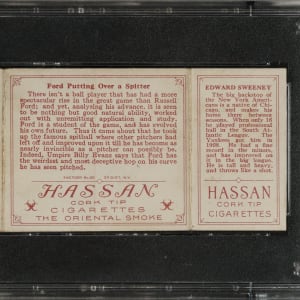 Ford Putting Over a Spitter
There isn't a ball player that has had a more
spectacular rise in the great game than Russell
Ford; and yet, analysing his advance, it is seen
to be nothing but good natural ability, worked
out with unremitting application and study.
Ford is a student of the game, and has evolved
his own future. Thus it came about that he took
up the famous spitball where other pitchers had
left off and improved upon it till he has become as
nearly invincible as a pitcher can possibly be.
Indeed, Umpire Billy Evans says that Ford has
the weirdest and most deceptive hop on his curve
he has seen pitched.
HASSAN
CORK TIP
CIGARETTES
THE ORIENTAL SMOKE
EDWARD SWEENEY
The big backstop of
the New York Ameri-
cans is a native of Chica-
go, and makes his
home there between
seasons. When only 18
he played professional
ball in the South At-
lantic League. The
Yankees won him in
1908. He had a fine
record in the minors,
and has improved on
it in the big league.
He is tall and heavy,
and throws like a shot.
HASSAN
CORK TIP
CIGARETTES